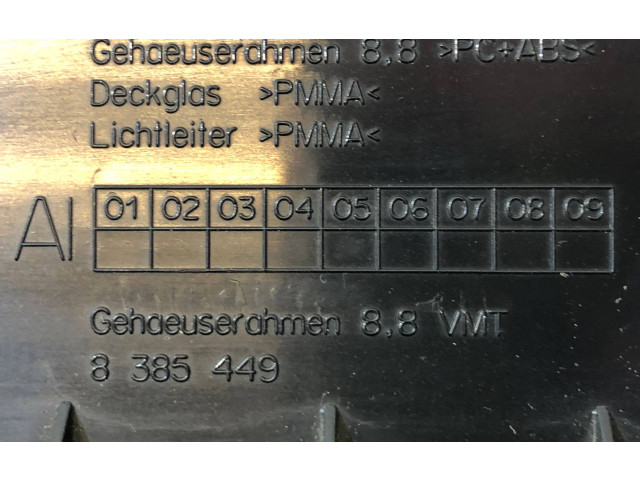 Gehaeuserahmen 8,8 >PC+ABS<
Deckglas >PMMA<
Lichtleiter >PMMA<
AI 01 02 03 04 05 06 07 08 09
Gehaeuserahmen 8,8 VMT
8 385 449